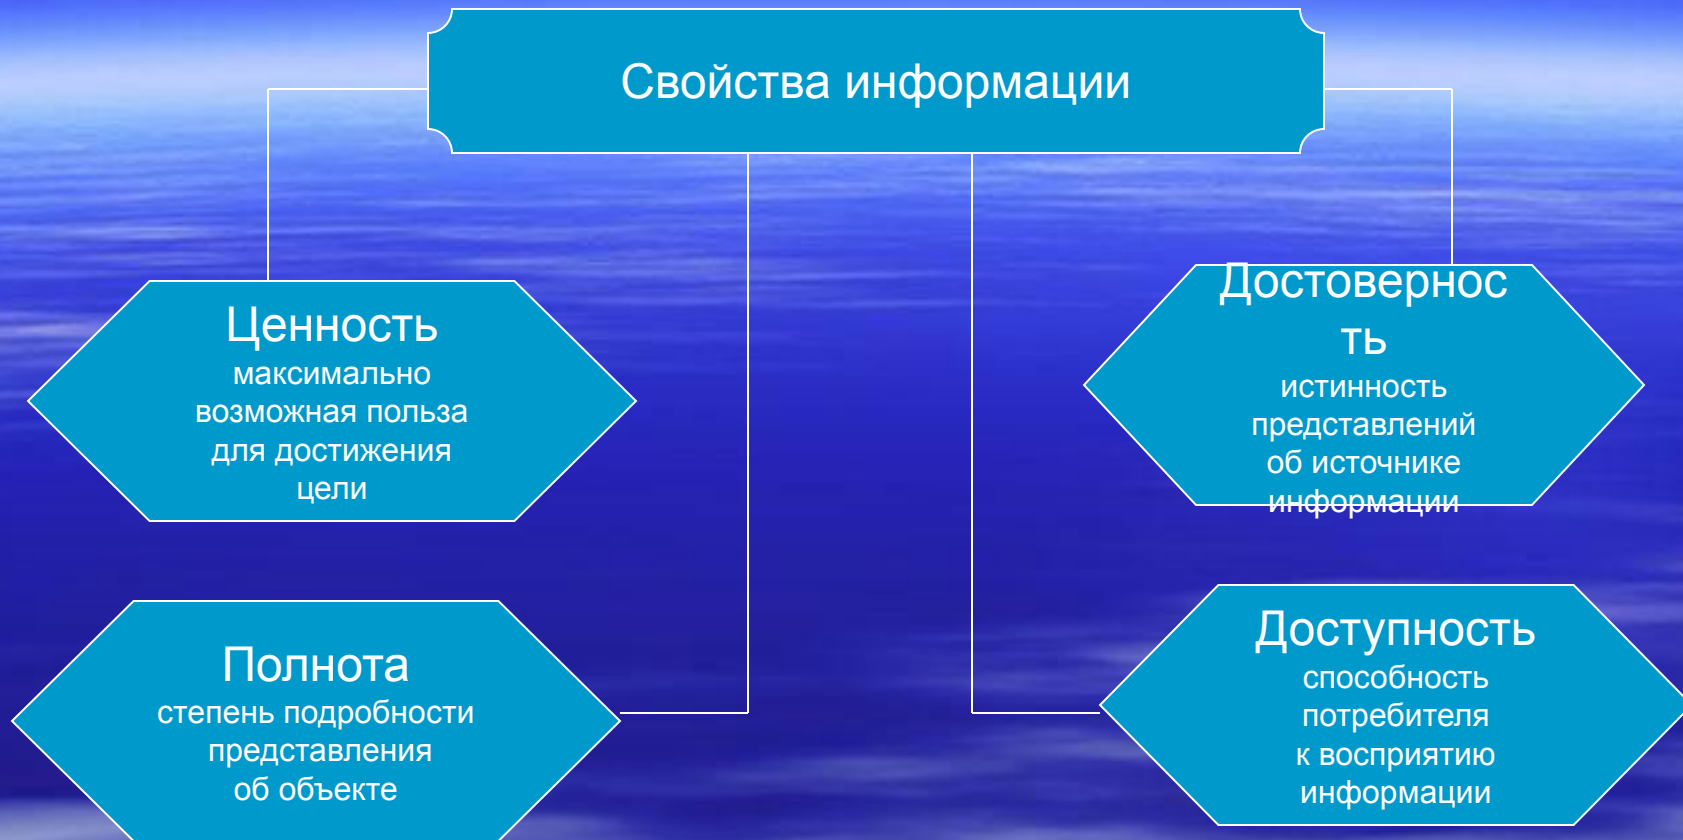 Свойства информации
Ценность
максимально
возможная польза
для достижения
цели
Достовернос
ть
истинность
представлений
об источнике
информации
Полнота
степень подробности
представления
об объекте
Доступность
способность
потребителя
к восприятию
информации